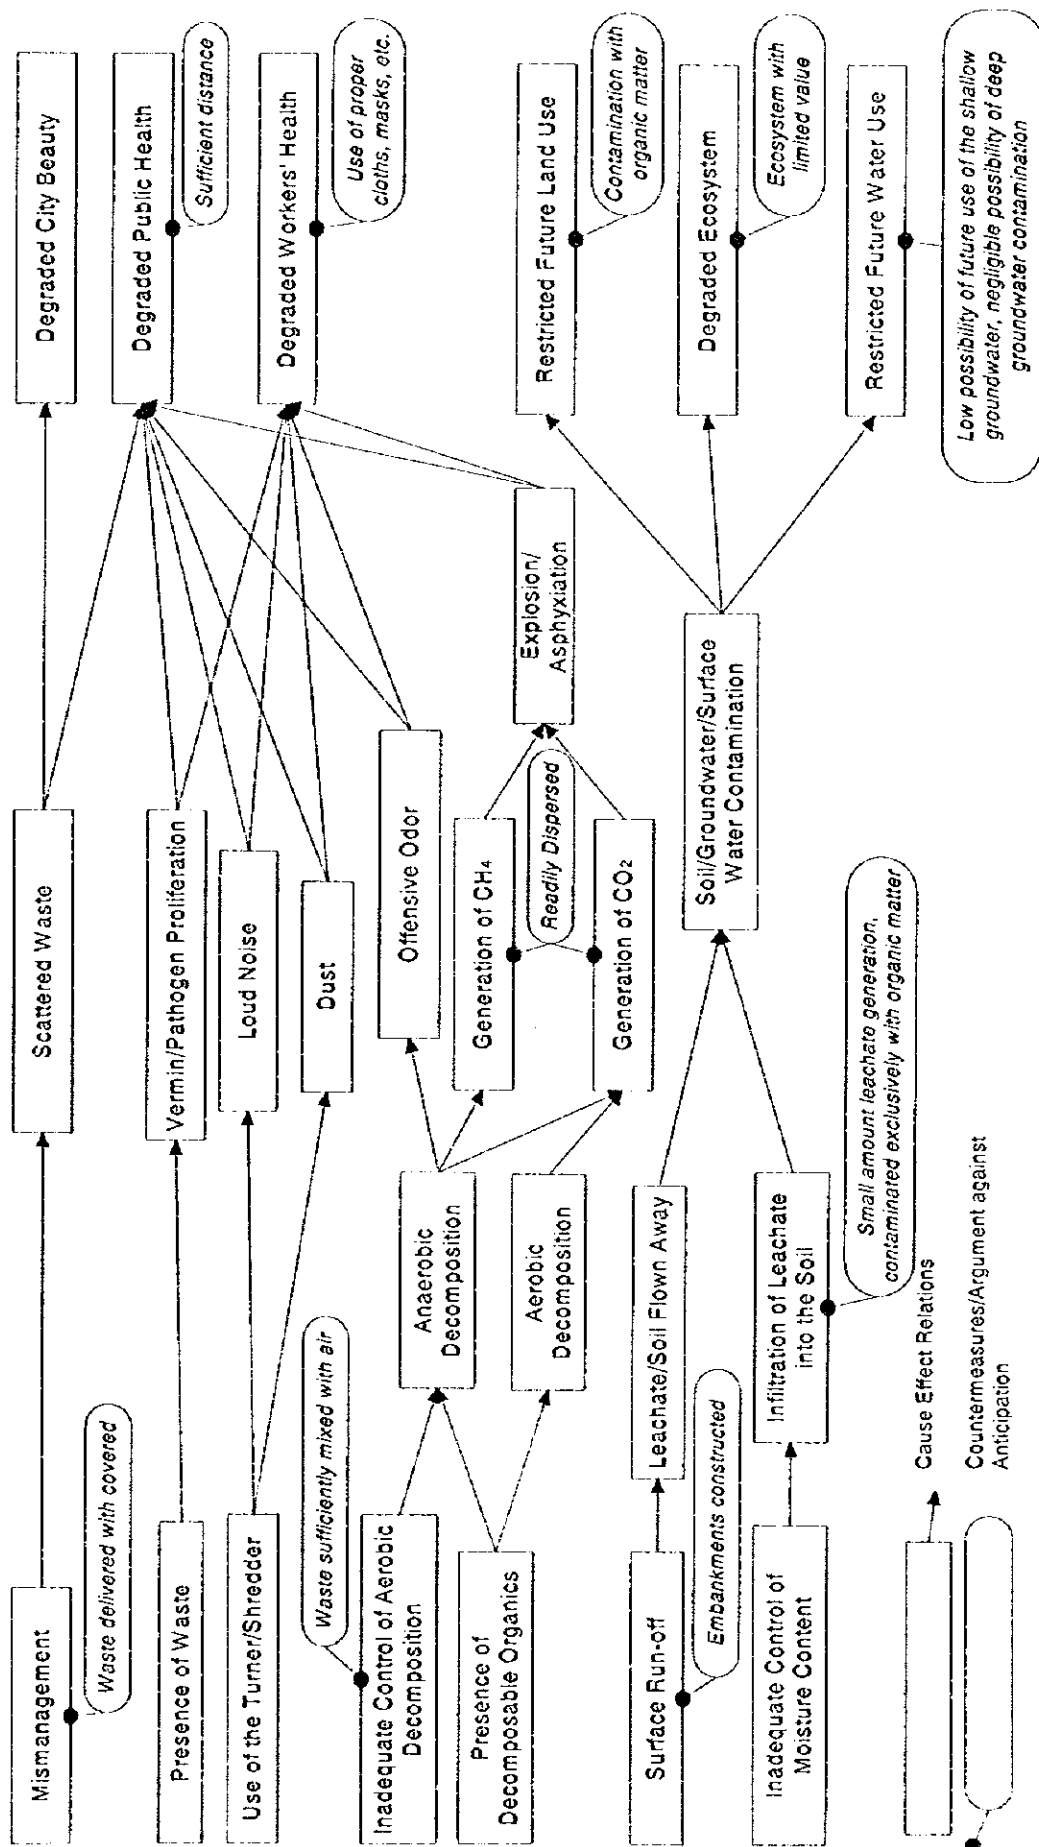 Mismanagement
Waste delivered with covered
Presence of Waste
Use of the Turner/Shredder
Waste sufficiently mixed with air
Inadequate Control of Aerobic
Decomposition
Presence of
Decomposable Organics
Surface Run-off
Embankments constructed
Inadequate Control of
Moisture Content
Anaerobic
Decomposition
Aerobic
Decomposition
Leachate/Soil Flown Away
Infiltration of Leachate
into the Soil
Small amount leachate generation,
contaminated exclusively with organic matter
Scattered Waste
Vermin/Pathogen Proliferation
Loud Noise
Dust
Offensive Odor
Generation of CH4
Readily Dispersed
Generation of CO2
Explosion/
Asphyxiation
Soil/Groundwater/Surface
Water Contamination
Degraded City Beauty
Degraded Public Health
Sufficient distance
Degraded Workers' Health
Use of proper
cloths, masks, etc.
Restricted Future Land Use
Contamination with
organic matter
Degraded Ecosystem
Ecosystem with
limited value
Restricted Future Water Use
Low possibility of future use of the shallow
groundwater, negligible possibility of deep
groundwater contamination
Cause Effect Relations
Countermeasures/Argument against
Anticipation